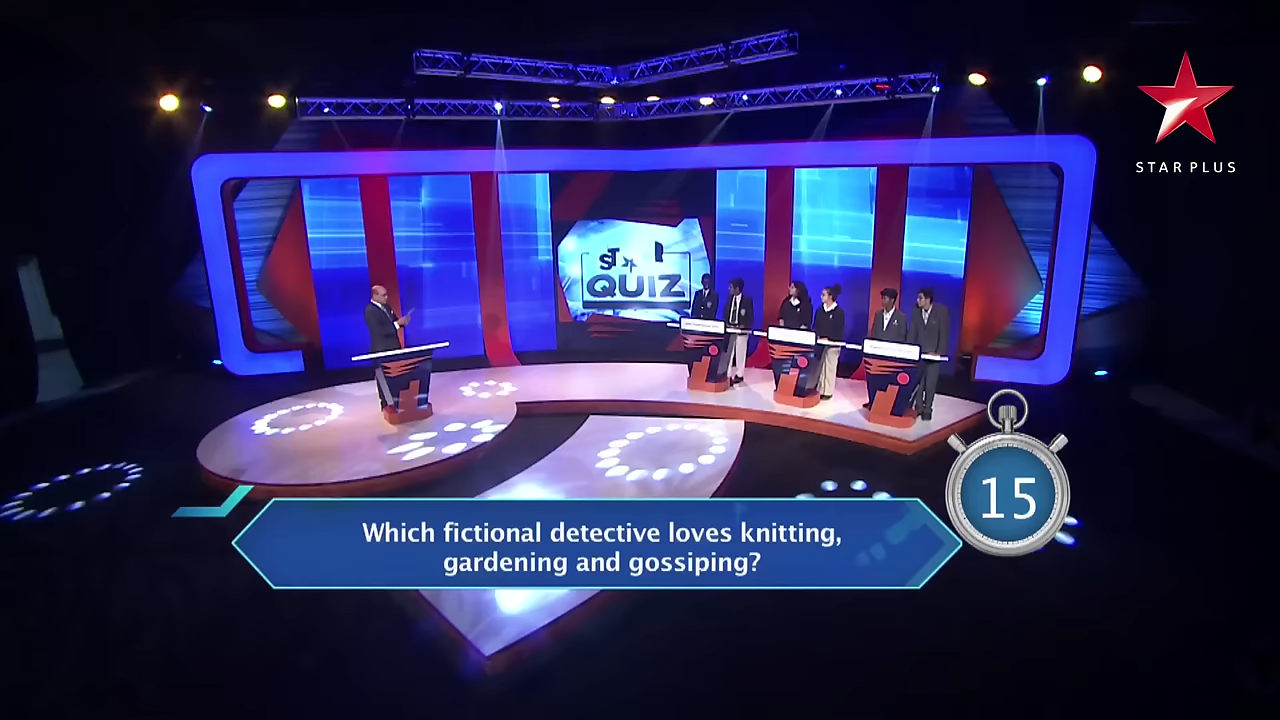 STAR PLUS
ST R
QUIZ
Which fictional detective loves knitting,
gardening and gossiping?
15